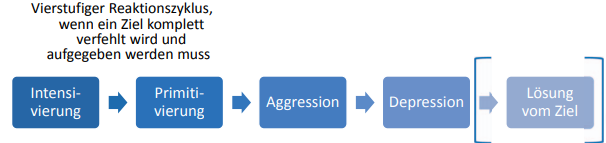 Vierstufiger Reaktionszyklus,
wenn ein Ziel komplett
verfehlt wird und
aufgegeben werden muss
Intensi-
vierung
Primiti-
vierung
Aggression
Depression
Lösung
vom Ziel